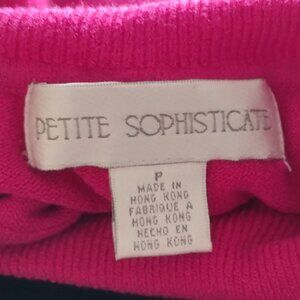 PETITE SOPHISTICATE
P
MADE IN
HONG KONG
FABRIQUE A
HONG KONG
HECHO EN
HONG KONG